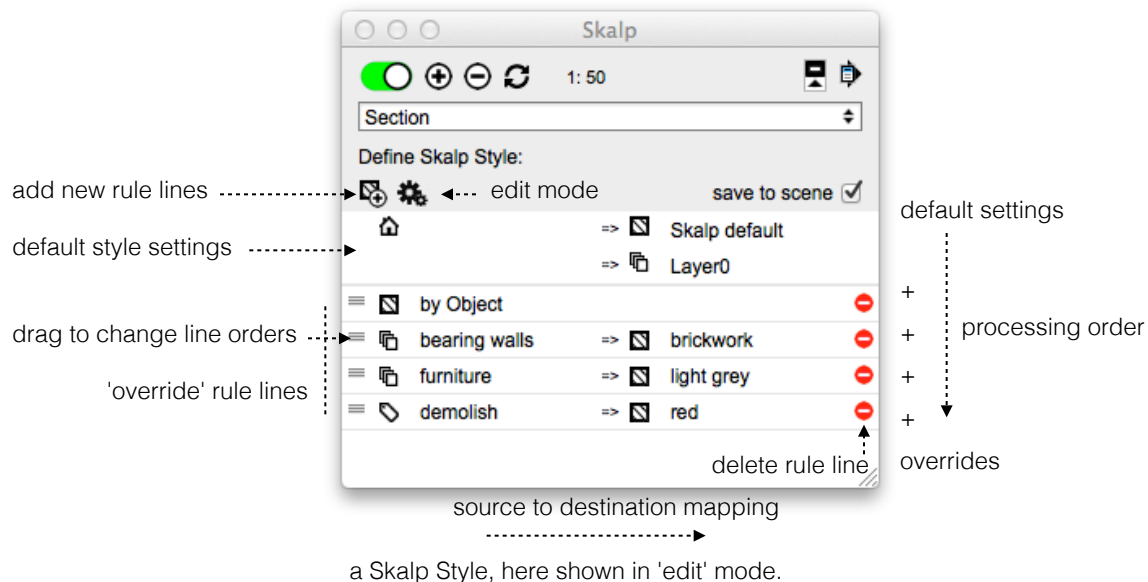 Skalp
1: 50
Section
Define Skalp Style:
add new rule lines
edit mode
save to scene
default settings
default style settings
=> Skalp default
=> Layer0
by Object
+
drag to change line orders
bearing walls => brickwork
+
processing order
'override' rule lines
furniture => light grey
+
demolish => red
+
delete rule line
overrides
source to destination mapping
a Skalp Style, here shown in 'edit' mode.